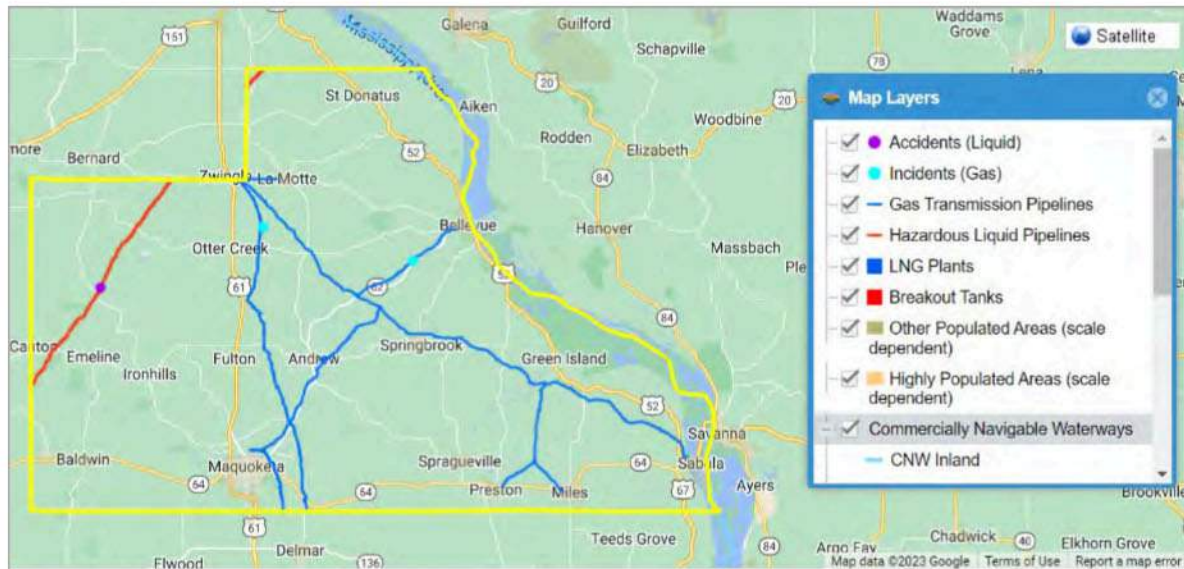 Waddams
Grove
Galena
Guilford
Schapville
Satellite
151
Mississippi River
78
Lena
20
20
20
Map Layers
St Donatus
Aiken
Woodbine
Rodden
Elizabeth
52
84
Bernard
Zwingle
La-Motte
Accidents (Liquid)
Incidents (Gas)
Gas Transmission Pipelines
Hazardous Liquid Pipelines
LNG Plants
Breakout Tanks
Other Populated Areas (scale
dependent)
Highly Populated Areas (scale
dependent)
Commercially Navigable Waterways
CNW Inland
Otter Creek
Bellevue
Hanover
Massbach
61
62
52
84
Emeline
Ironhills
Fulton
Andrew
Springbrook
Green Island
52
Savanna
Baldwin
64
Maquoketa
64
Spragueville
Preston
64
Miles
Sabula
67
Ayers
Brookville
61
Elwood
Delmar
136
Teeds Grove
84
Argo Fay
Chadwick
40
Elkhorn Grove
Map data ©2023 Google
Terms of Use
Report a map error